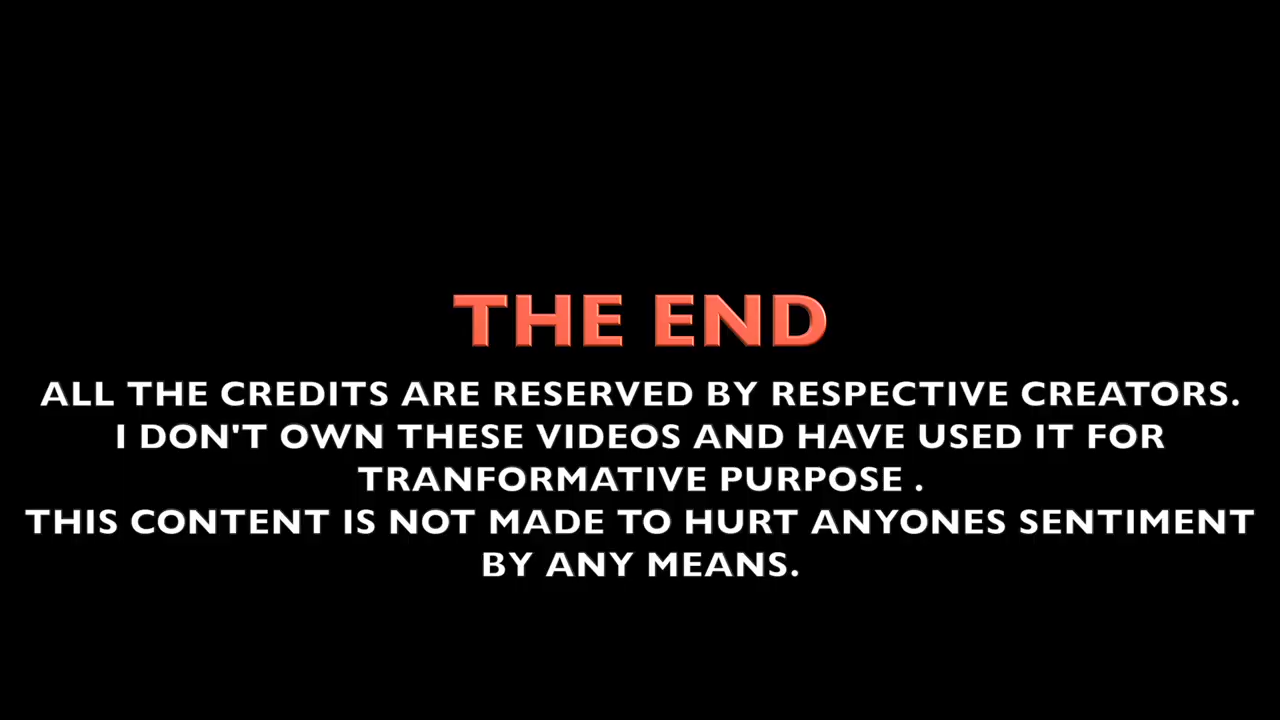 THE END
ALL THE CREDITS ARE RESERVED BY RESPECTIVE CREATORS.
I DON'T OWN THESE VIDEOS AND HAVE USED IT FOR
TRANFORMATIVE PURPOSE .
THIS CONTENT IS NOT MADE TO HURT ANYONES SENTIMENT
BY ANY MEANS.